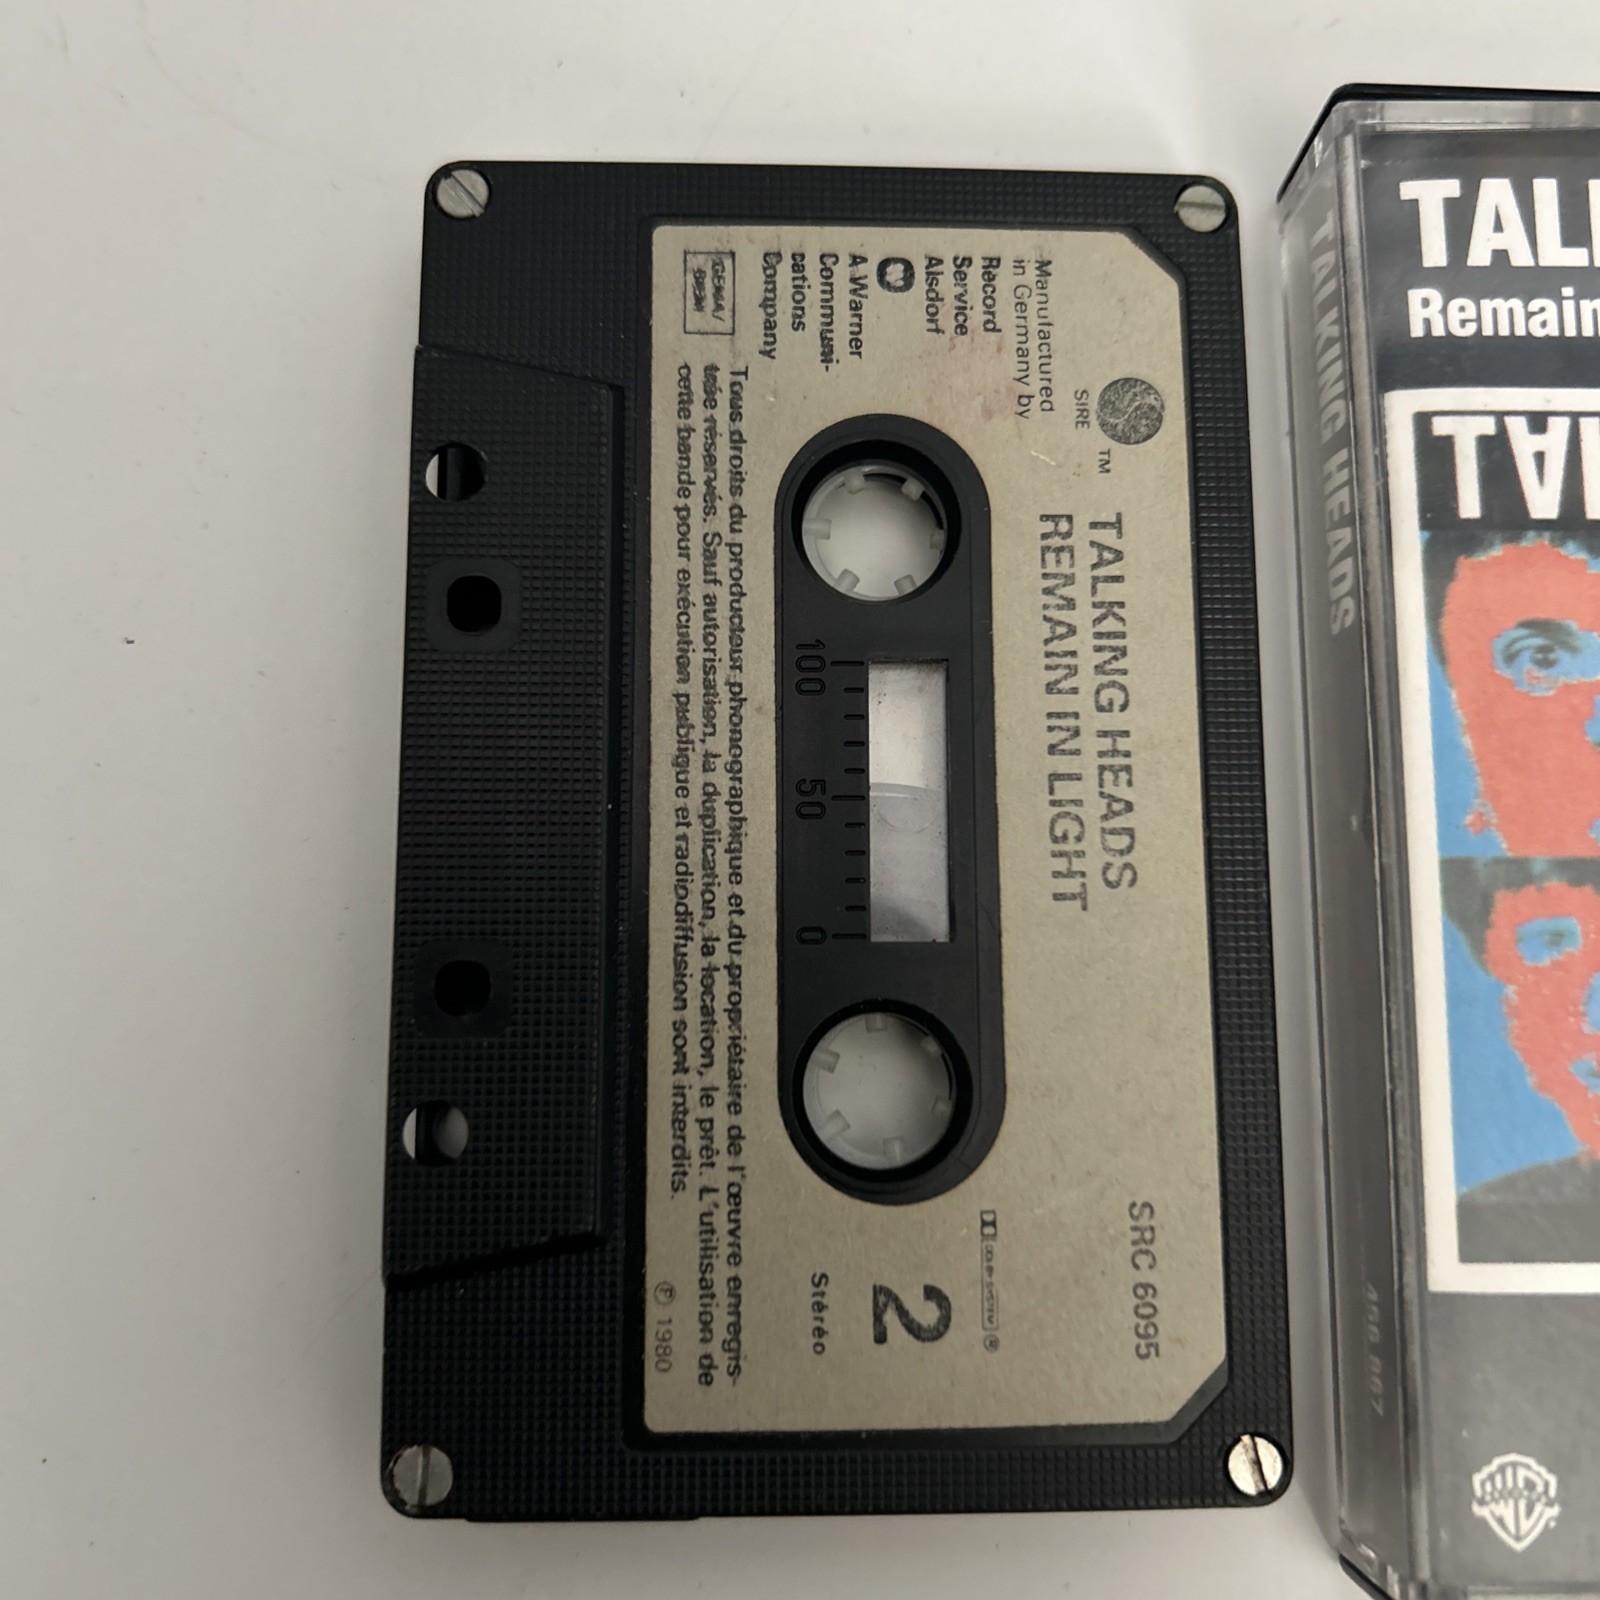 TALKING HEADS
REMAIN IN LIGHT
SRC 6095
SIRE
TM
Manufactured
in Germany by
Record
Service
Alsdorf
A Warner
Communi-
cations
Company
GEMA/
BIEM
100 50 0
2
Stéréo
Tous droits du producteur phonographique et du propriétaire de l'œuvre enregis-
trée réservés. Sauf autorisation, la duplication, la location, le prêt. L'utilisation de
cette bande pour exécution publique et radiodiffusion sont interdits.
℗ 1980
TALKING HEADS
TAL
Remain